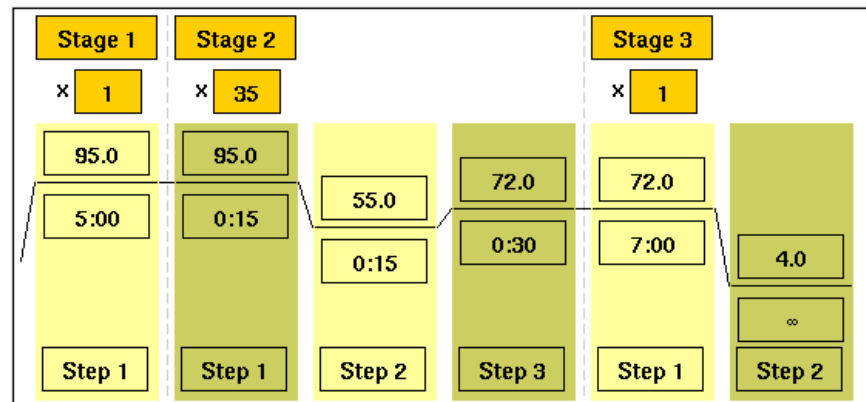 Stage 1 Stage 2 Stage 3
x 1 x 35 x 1
95.0 95.0 55.0 72.0 72.0 4.0
5:00 0:15 0:15 0:30 7:00 ∞
Step 1 Step 1 Step 2 Step 3 Step 1 Step 2